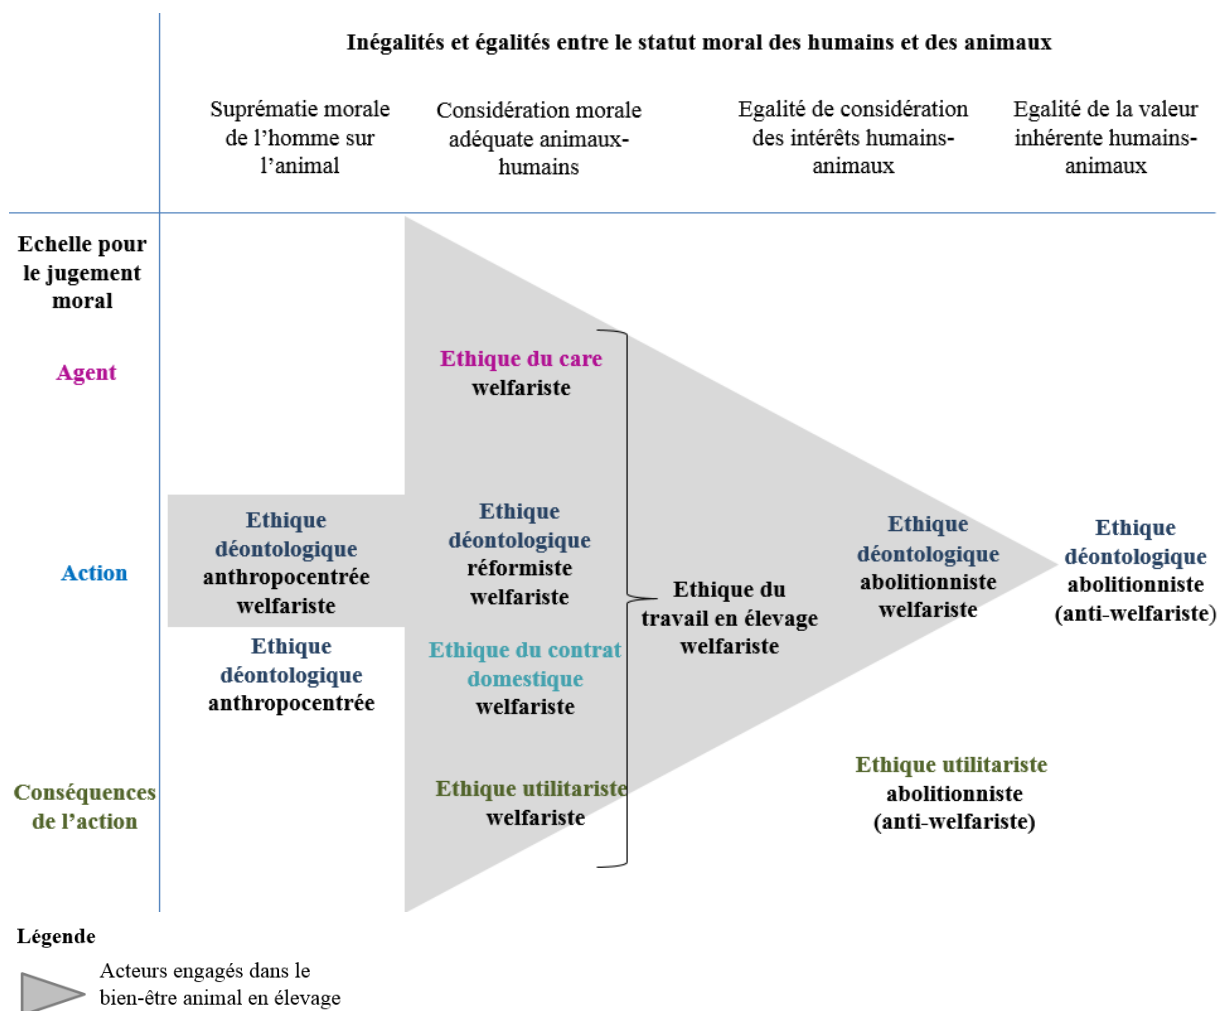 Inégalités et égalités entre le statut moral des humains et des animaux
Suprématie morale
de l’homme sur
l’animal
Considération morale
adéquate animaux-
humains
Egalité de considération
des intérêts humains-
animaux
Egalité de la valeur
inhérente humains-
animaux
Echelle pour
le jugement
moral
Agent
Ethique du care
welfariste
Action
Ethique
déontologique
anthropocentrée
welfariste
Ethique
déontologique
anthropocentrée
Ethique
déontologique
réformiste
welfariste
Ethique du contrat
domestique
welfariste
Ethique du
travail en élevage
welfariste
Ethique
déontologique
abolitionniste
welfariste
Ethique
déontologique
abolitionniste
(anti-welfariste)
Conséquences
de l’action
Ethique utilitariste
welfariste
Ethique utilitariste
abolitionniste
(anti-welfariste)
Légende
Acteurs engagés dans le
bien-être animal en élevage